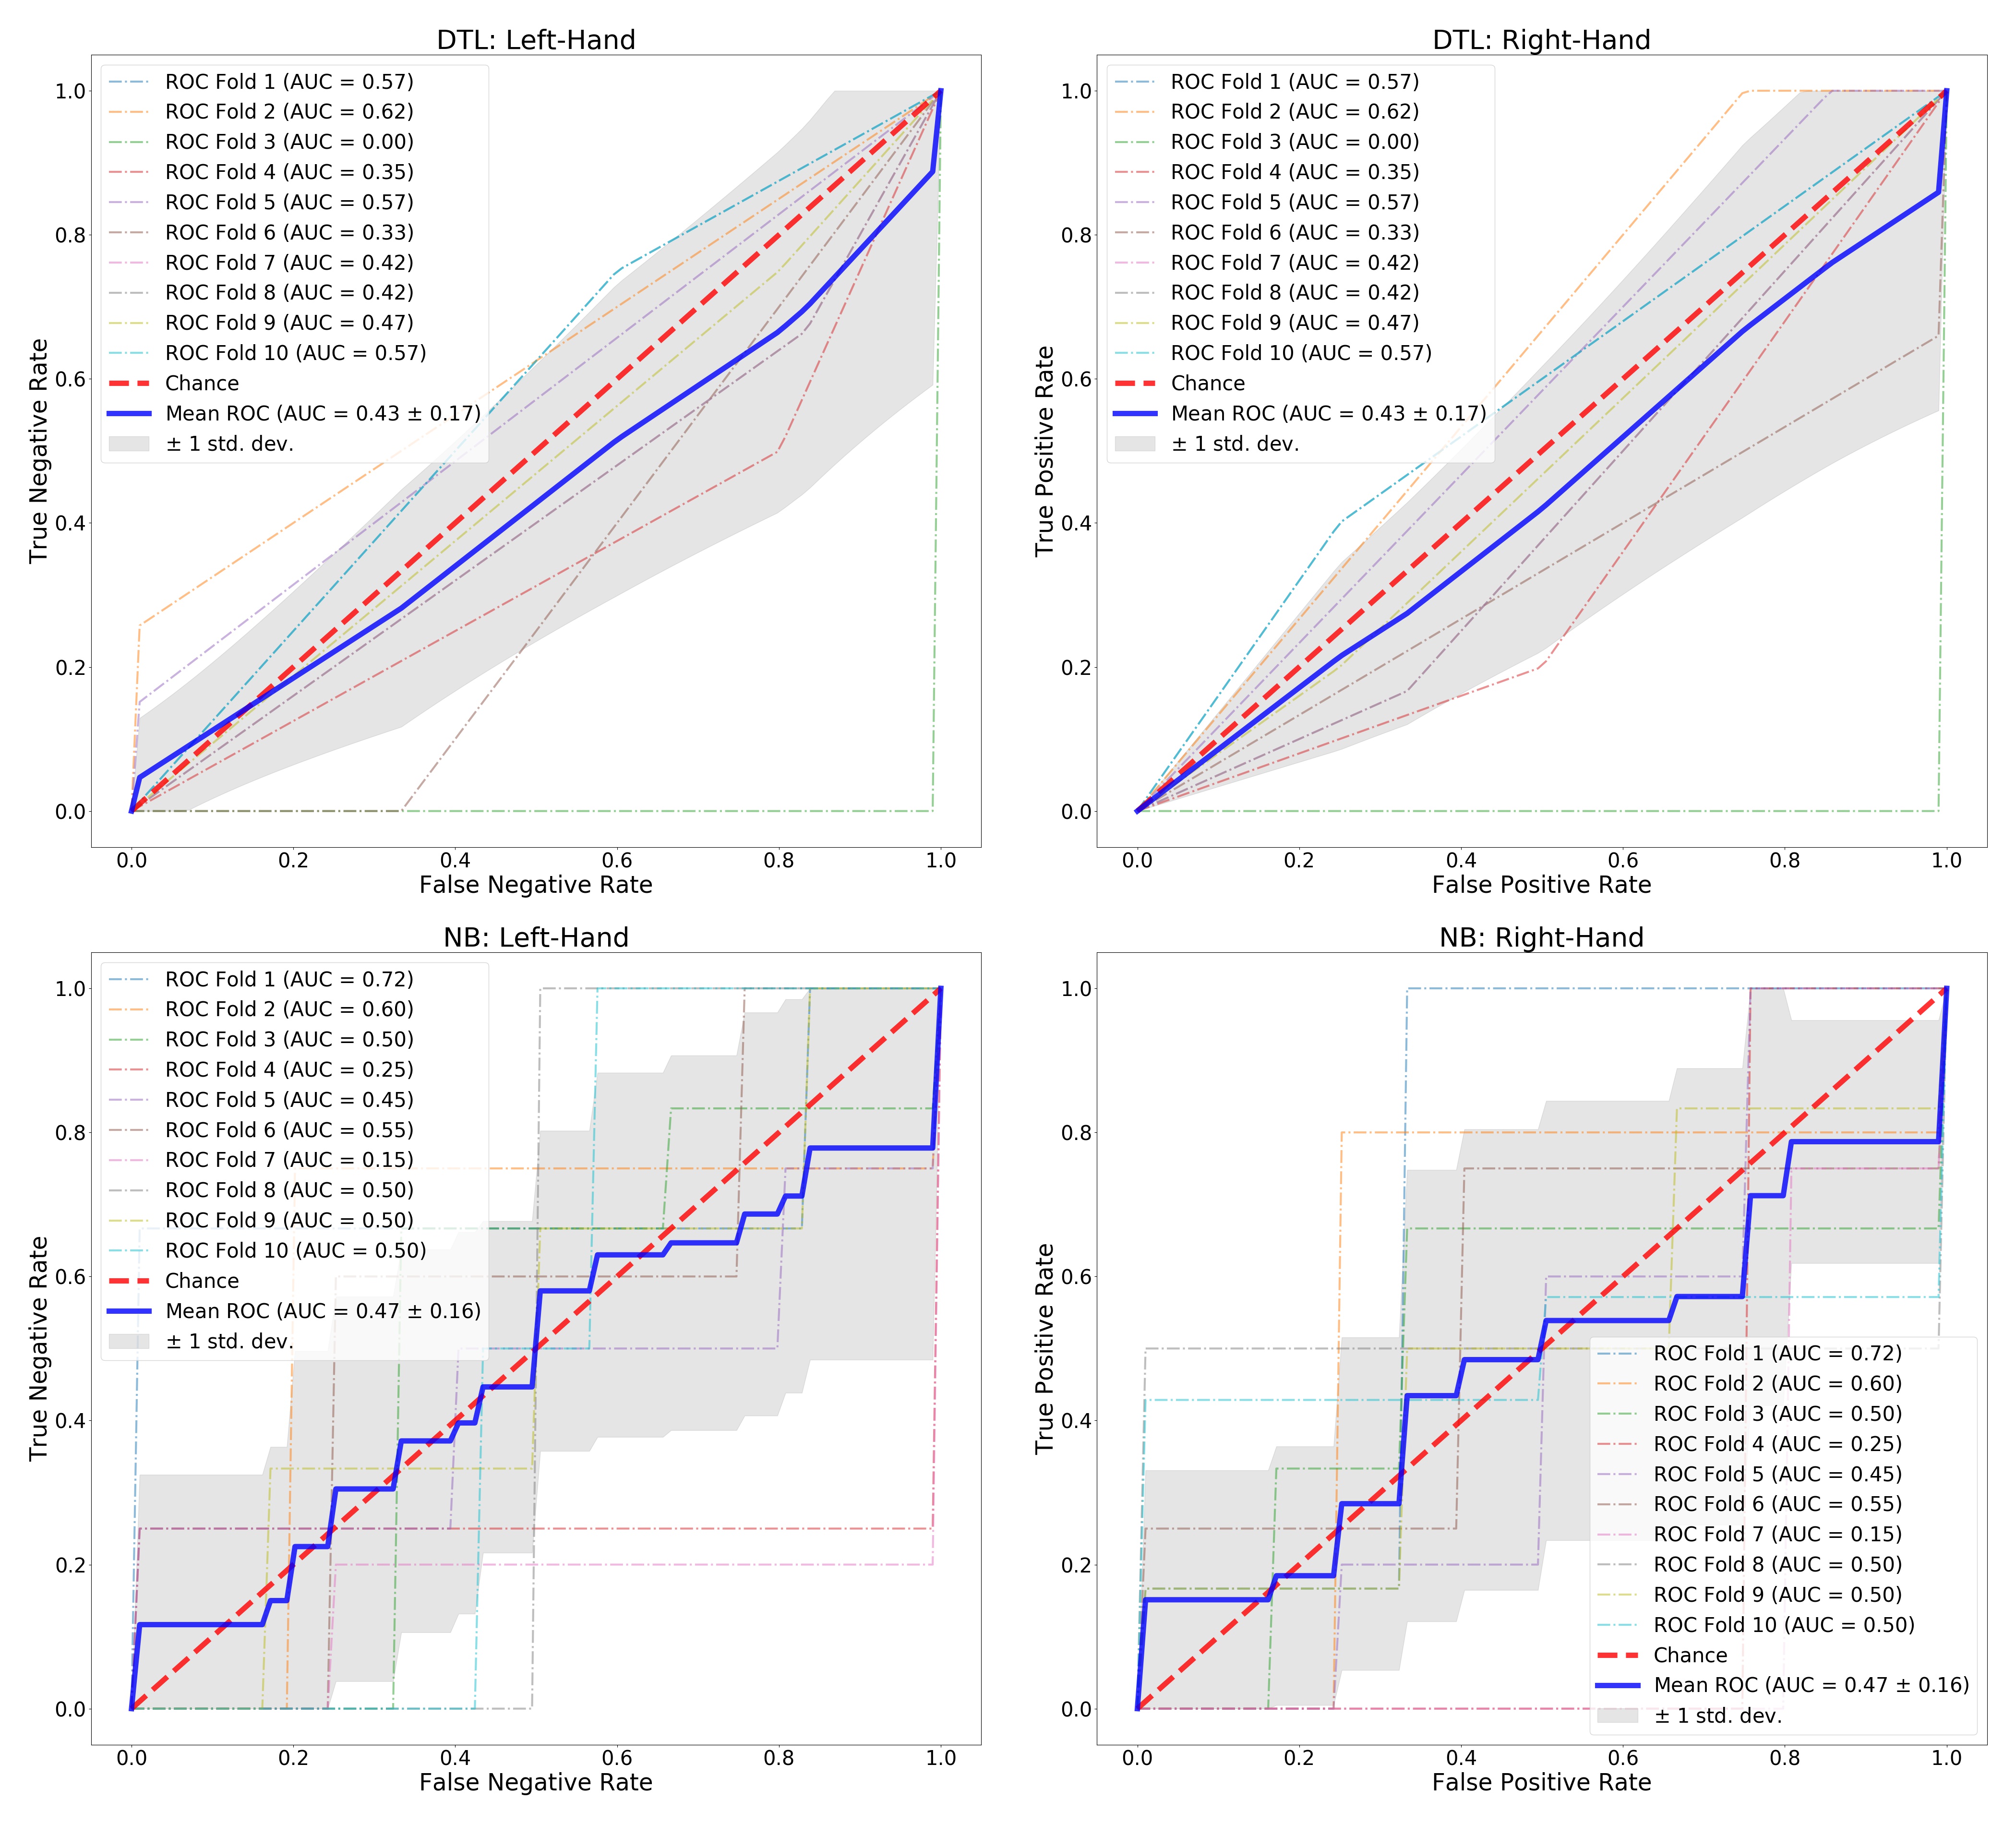 DTL: Left-Hand
True Negative Rate
1.0
0.8
0.6
0.4
0.2
0.0
ROC Fold 1 (AUC = 0.57)
ROC Fold 2 (AUC = 0.62)
ROC Fold 3 (AUC = 0.00)
ROC Fold 4 (AUC = 0.35)
ROC Fold 5 (AUC = 0.57)
ROC Fold 6 (AUC = 0.33)
ROC Fold 7 (AUC = 0.42)
ROC Fold 8 (AUC = 0.42)
ROC Fold 9 (AUC = 0.47)
ROC Fold 10 (AUC = 0.57)
Chance
Mean ROC (AUC = 0.43 ± 0.17)
± 1 std. dev.
0.0 0.2 0.4 0.6 0.8 1.0
False Negative Rate
DTL: Right-Hand
True Positive Rate
1.0
0.8
0.6
0.4
0.2
0.0
ROC Fold 1 (AUC = 0.57)
ROC Fold 2 (AUC = 0.62)
ROC Fold 3 (AUC = 0.00)
ROC Fold 4 (AUC = 0.35)
ROC Fold 5 (AUC = 0.57)
ROC Fold 6 (AUC = 0.33)
ROC Fold 7 (AUC = 0.42)
ROC Fold 8 (AUC = 0.42)
ROC Fold 9 (AUC = 0.47)
ROC Fold 10 (AUC = 0.57)
Chance
Mean ROC (AUC = 0.43 ± 0.17)
± 1 std. dev.
0.0 0.2 0.4 0.6 0.8 1.0
False Positive Rate
NB: Left-Hand
True Negative Rate
1.0
0.8
0.6
0.4
0.2
0.0
ROC Fold 1 (AUC = 0.72)
ROC Fold 2 (AUC = 0.60)
ROC Fold 3 (AUC = 0.50)
ROC Fold 4 (AUC = 0.25)
ROC Fold 5 (AUC = 0.45)
ROC Fold 6 (AUC = 0.55)
ROC Fold 7 (AUC = 0.15)
ROC Fold 8 (AUC = 0.50)
ROC Fold 9 (AUC = 0.50)
ROC Fold 10 (AUC = 0.50)
Chance
Mean ROC (AUC = 0.47 ± 0.16)
± 1 std. dev.
0.0 0.2 0.4 0.6 0.8 1.0
False Negative Rate
NB: Right-Hand
True Positive Rate
1.0
0.8
0.6
0.4
0.2
0.0
ROC Fold 1 (AUC = 0.72)
ROC Fold 2 (AUC = 0.60)
ROC Fold 3 (AUC = 0.50)
ROC Fold 4 (AUC = 0.25)
ROC Fold 5 (AUC = 0.45)
ROC Fold 6 (AUC = 0.55)
ROC Fold 7 (AUC = 0.15)
ROC Fold 8 (AUC = 0.50)
ROC Fold 9 (AUC = 0.50)
ROC Fold 10 (AUC = 0.50)
Chance
Mean ROC (AUC = 0.47 ± 0.16)
± 1 std. dev.
0.0 0.2 0.4 0.6 0.8 1.0
False Positive Rate